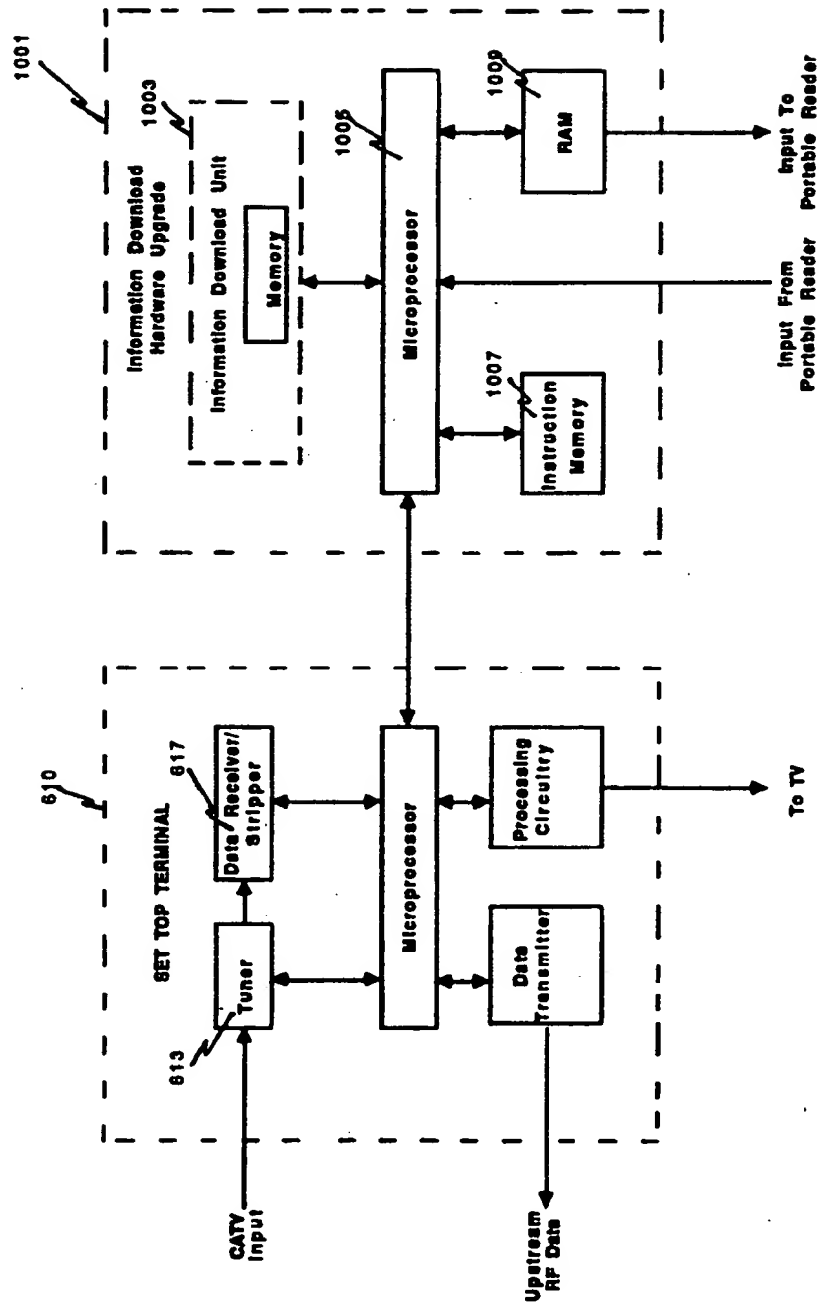 610
SET TOP TERMINAL
CATV
Input
613
Tuner
617
Data Receiver/
Stripper
Microprocessor
Data
Transmitter
Processing
Circuitry
Upstream
RF Data
To TV
1001
Information Download
Hardware Upgrade
1003
Information Download Unit
Memory
1005
Microprocessor
1007
Instruction
Memory
1009
RAM
Input From
Portable Reader
Input To
Portable Reader